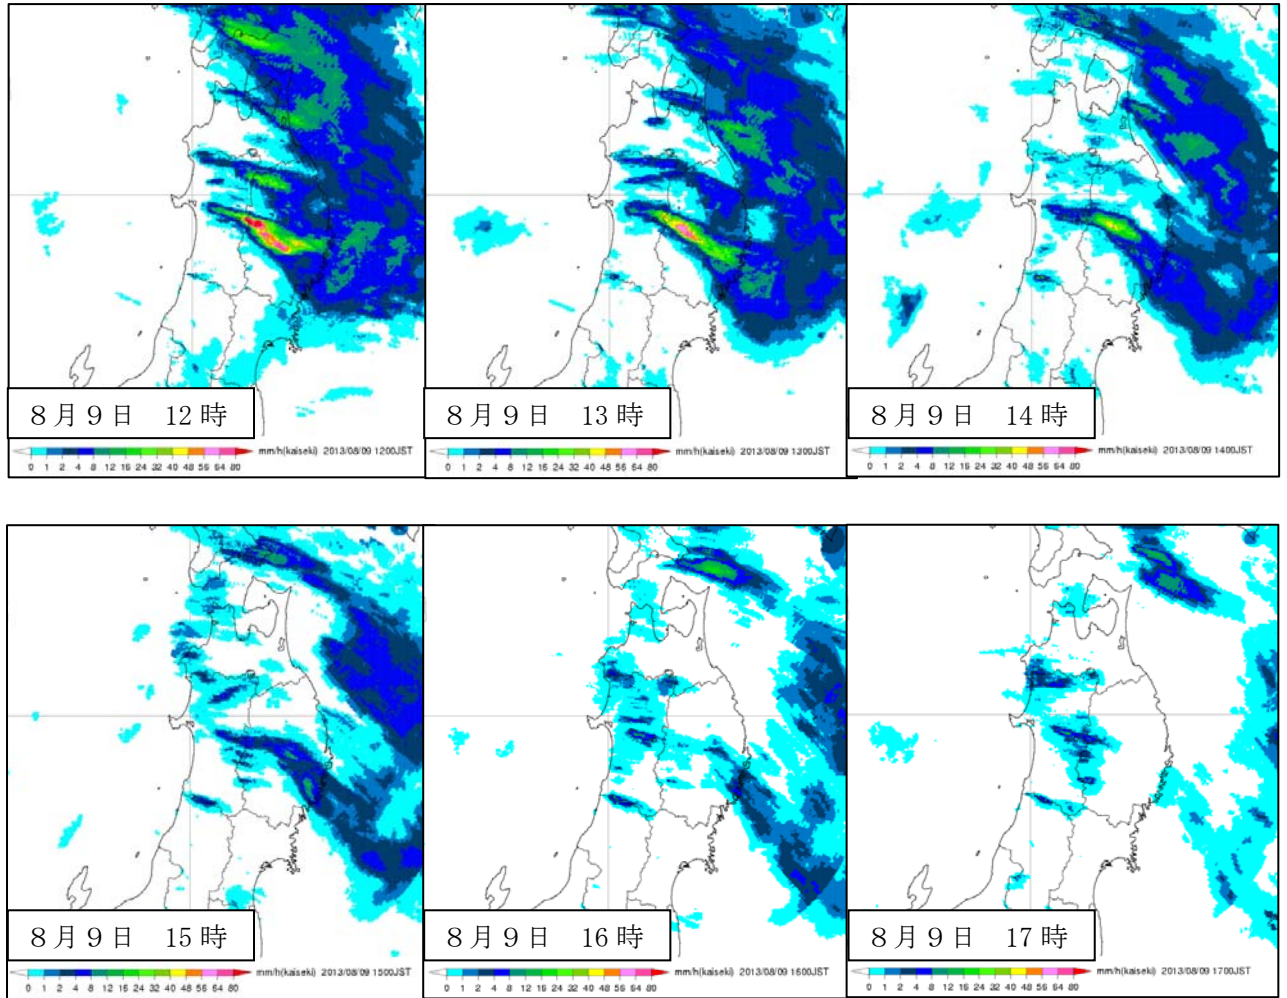 8月9日 12時
8月9日 13時
8月9日 14時
0 1 2 4 8 12 16 24 32 40 48 56 64 80 mm/h(kaiseki) 2013/08/09 1200JST
0 1 2 4 8 12 16 24 32 40 48 56 64 80 mm/h(kaiseki) 2013/08/09 1300JST
0 1 2 4 8 12 16 24 32 40 48 56 64 80 mm/h(kaiseki) 2013/08/09 1400JST
8月9日 15時
8月9日 16時
8月9日 17時
0 1 2 4 8 12 16 24 32 40 48 56 64 80 mm/h(kaiseki) 2013/08/09 1500JST
0 1 2 4 8 12 16 24 32 40 48 56 64 80 mm/h(kaiseki) 2013/08/09 1600JST
0 1 2 4 8 12 16 24 32 40 48 56 64 80 mm/h(kaiseki) 2013/08/09 1700JST